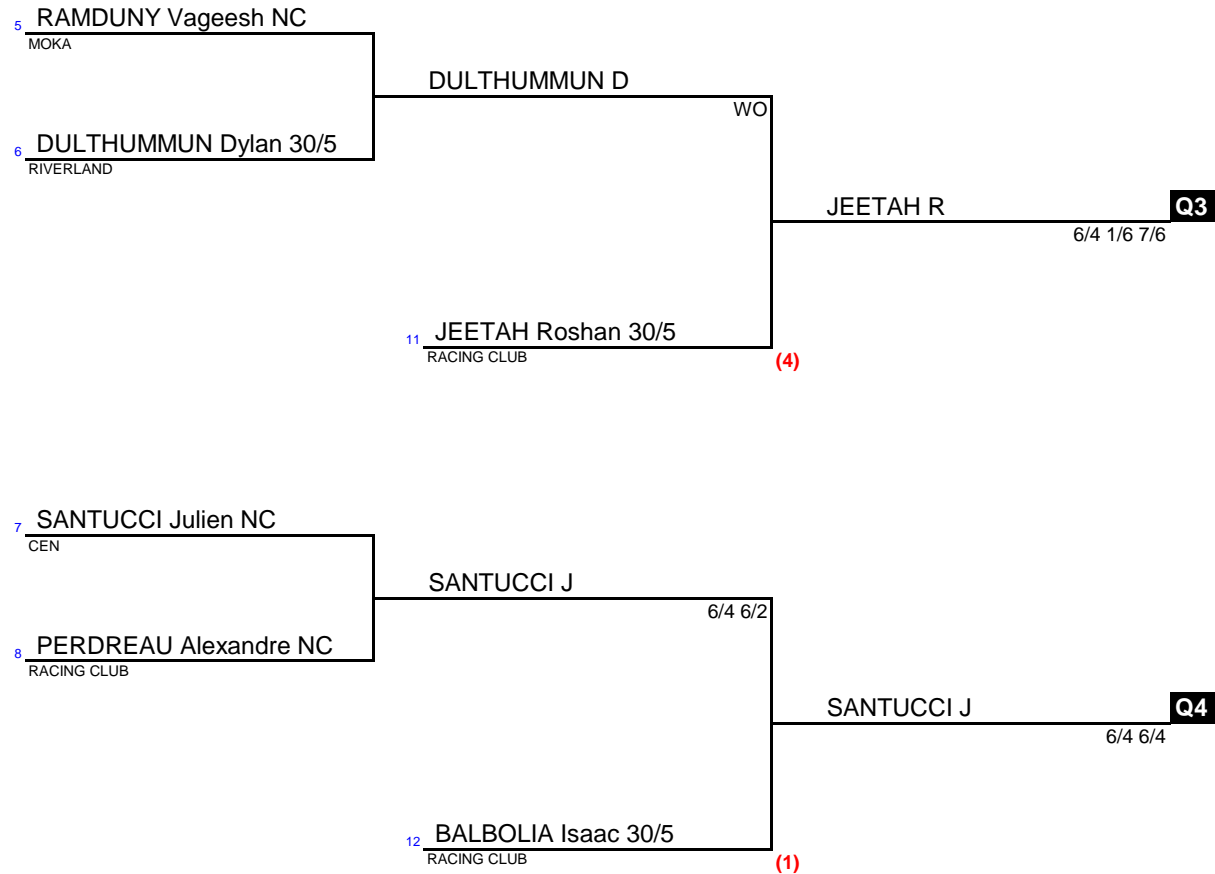 5 RAMDUNY Vageesh NC
MOKA
DULTHUMMUN D
WO
6 DULTHUMMUN Dylan 30/5
RIVERLAND
JEETAH R Q3
6/4 1/6 7/6
11 JEETAH Roshan 30/5
RACING CLUB
(4)
7 SANTUCCI Julien NC
CEN
SANTUCCI J
6/4 6/2
8 PERDREAU Alexandre NC
RACING CLUB
SANTUCCI J Q4
6/4 6/4
12 BALBOLIA Isaac 30/5
RACING CLUB
(1)